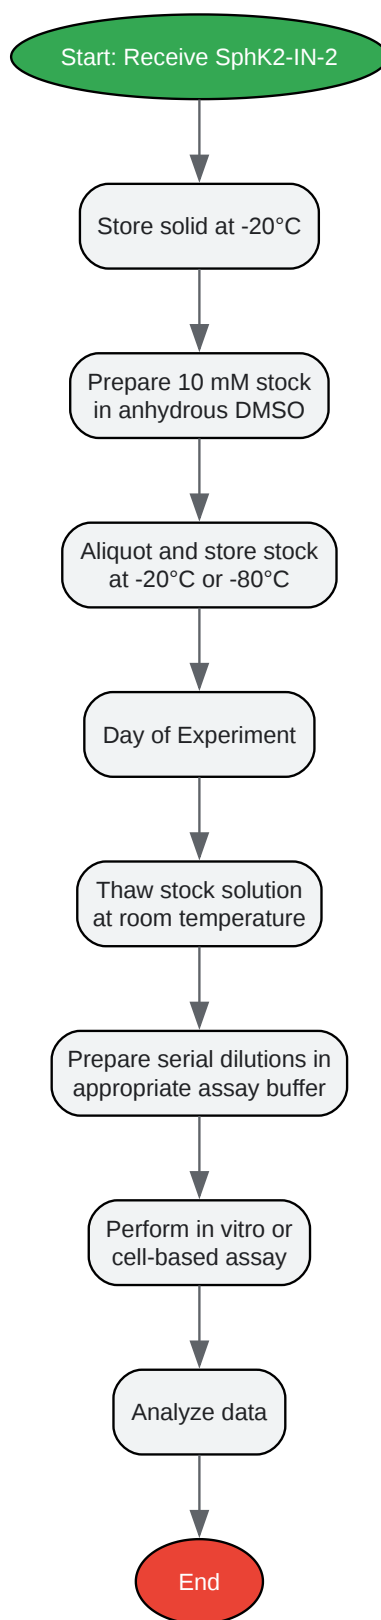 Start: Receive SphK2-IN-2
Store solid at -20°C
Prepare 10 mM stock
in anhydrous DMSO
Aliquot and store stock
at -20°C or -80°C
Day of Experiment
Thaw stock solution
at room temperature
Prepare serial dilutions in
appropriate assay buffer
Perform in vitro or
cell-based assay
Analyze data
End